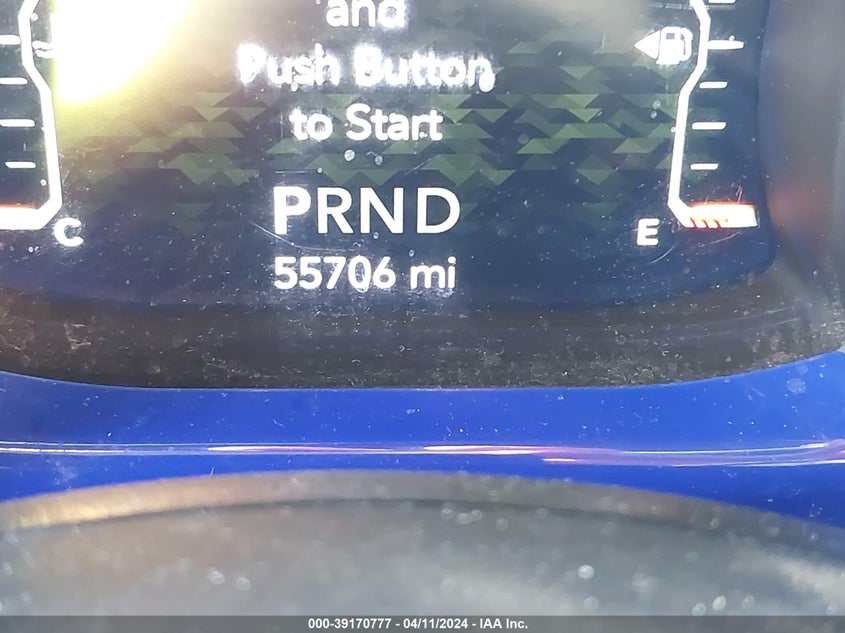 and
Push Button
to Start
PRND
C E
55706 mi
000-39170777 - 04/11/2024 - IAA Inc.